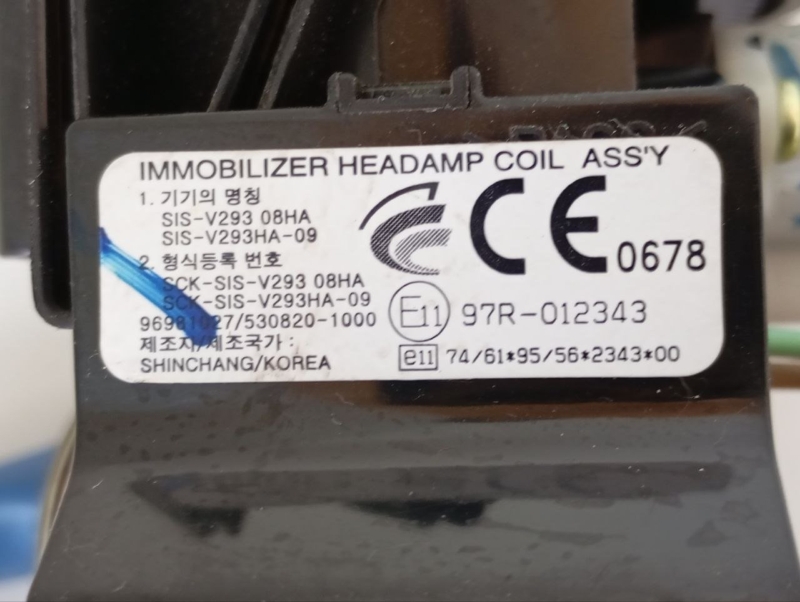 IMMOBILIZER HEADAMP COIL ASS'Y
1. 기기의 명칭
SIS-V293 08HA
SIS-V293HA-09
2. 형식등록 번호
SCK-SIS-V293 08HA
SCK-SIS-V293HA-09
96981027/530820-1000
제조자/제조국가 :
SHINCHANG/KOREA
CE 0678
E11 97R-012343
e11 74/61*95/56*2343*00